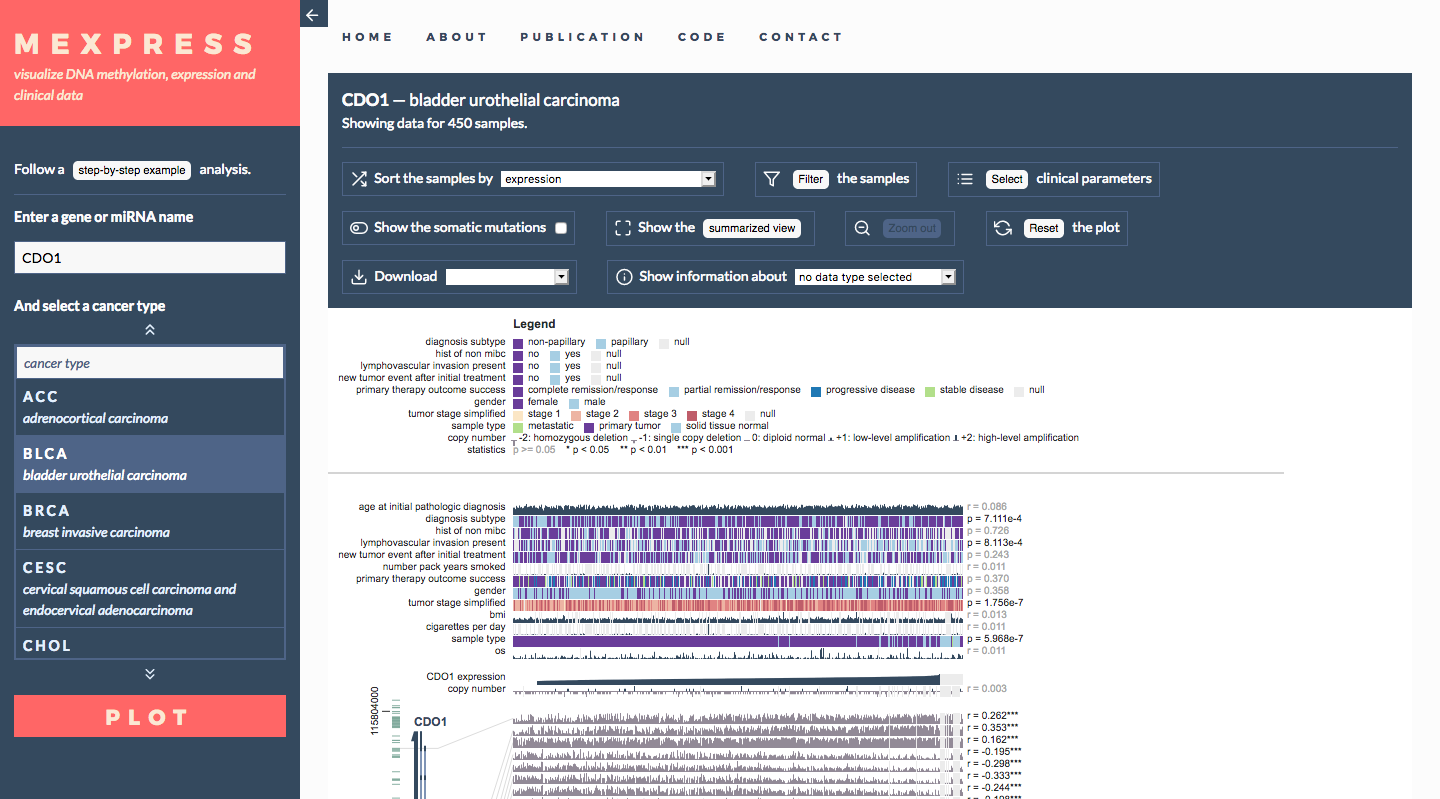 MEXPRESS
visualize DNA methylation, expression and
clinical data
Follow a step-by-step example analysis.
Enter a gene or miRNA name
CDO1
And select a cancer type
cancer type
ACC
adrenocortical carcinoma
BLCA
bladder urothelial carcinoma
BRCA
breast invasive carcinoma
CESC
cervical squamous cell carcinoma and
endocervical adenocarcinoma
CHOL
PLOT
HOME ABOUT PUBLICATION CODE CONTACT
CDO1 — bladder urothelial carcinoma
Showing data for 450 samples.
Sort the samples by expression Filter the samples Select clinical parameters
Show the somatic mutations Show the summarized view Zoom out Reset the plot
Download Show information about no data type selected
Legend
diagnosis subtype non-papillary papillary null
hist of non mibc no yes null
lymphovascular invasion present no yes null
new tumor event after initial treatment no yes null
primary therapy outcome success complete remission/response partial remission/response progressive disease stable disease null
gender female male
tumor stage simplified stage 1 stage 2 stage 3 stage 4 null
sample type metastatic primary tumor solid tissue normal
copy number -2: homozygous deletion -1: single copy deletion 0: diploid normal +1: low-level amplification +2: high-level amplification
statistics p >= 0.05 * p < 0.05 ** p < 0.01 *** p < 0.001
age at initial pathologic diagnosis r = 0.086
diagnosis subtype p = 7.111e-4
hist of non mibc p = 0.726
lymphovascular invasion present p = 8.113e-4
new tumor event after initial treatment p = 0.243
number pack years smoked r = 0.011
primary therapy outcome success p = 0.370
gender p = 0.358
tumor stage simplified p = 1.756e-7
bmi r = 0.013
cigarettes per day r = 0.011
sample type p = 5.968e-7
os r = 0.011
CDO1 expression
copy number r = 0.003
115804000
CDO1
r = 0.262***
r = 0.353***
r = 0.162***
r = -0.195***
r = -0.298***
r = -0.333***
r = -0.244***